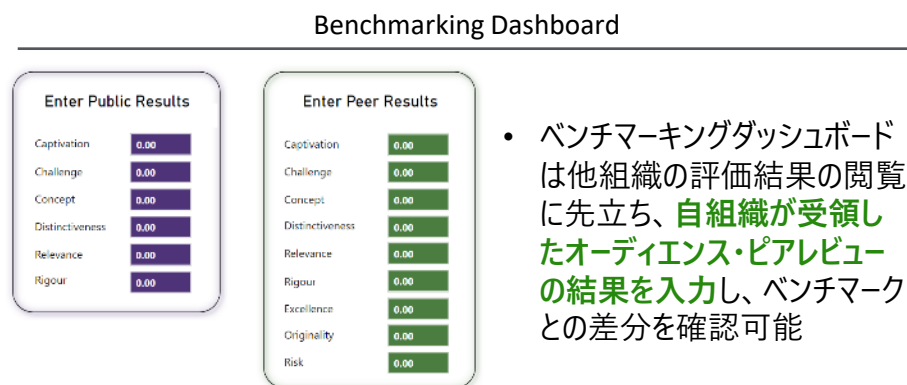 Benchmarking Dashboard
Enter Public Results
Captivation 0.00
Challenge 0.00
Concept 0.00
Distinctiveness 0.00
Relevance 0.00
Rigour 0.00
Enter Peer Results
Captivation 0.00
Challenge 0.00
Concept 0.00
Distinctiveness 0.00
Relevance 0.00
Rigour 0.00
Excellence 0.00
Originality 0.00
Risk 0.00
• ベンチマーキングダッシュボード
は他組織の評価結果の閲覧
に先立ち、自組織が受領し
たオーディエンス・ピアレビュー
の結果を入力し、ベンチマーク
との差分を確認可能